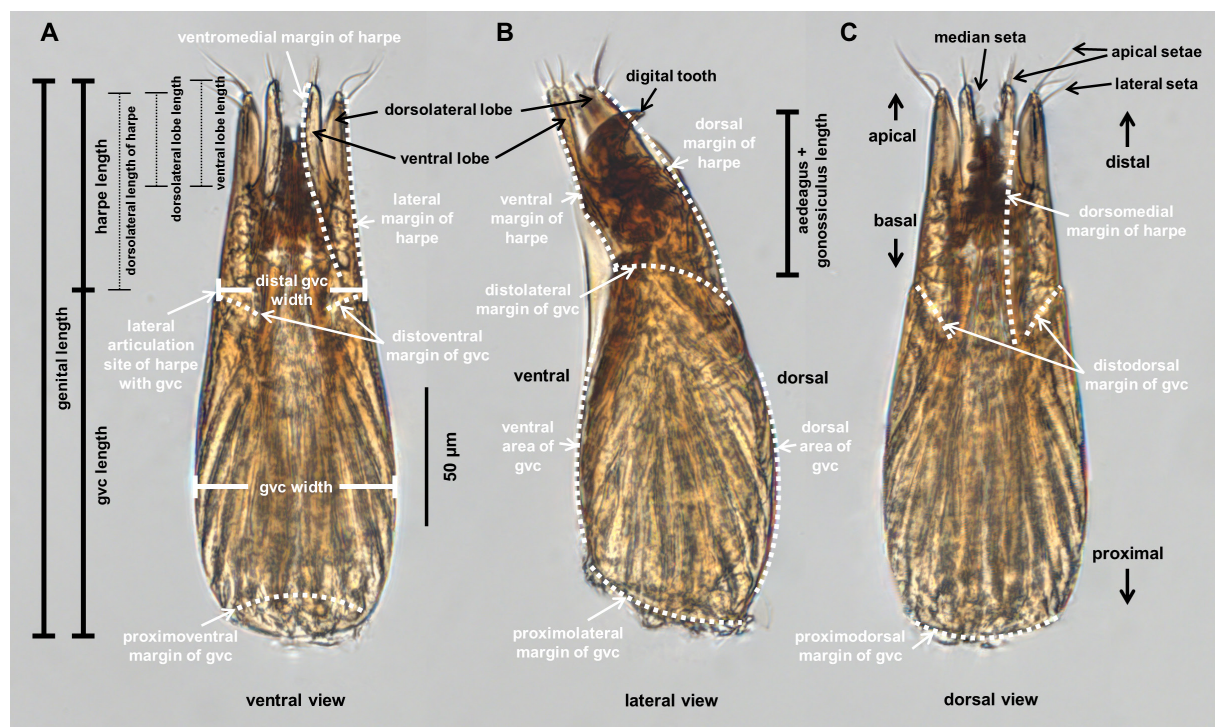 A
ventromedial margin of harpe
genital length
harpe length
gvc length
dorsolateral length of harpe
dorsolateral lobe length
ventral lobe length
dorsolateral lobe
ventral lobe
lateral
margin of
harpe
distal gvc
width
lateral
articulation
site of harpe
with gvc
distoventral
margin of gvc
50 µm
gvc width
proximoventral
margin of gvc
ventral view
B
digital tooth
dorsal
margin of
harpe
aedeagus +
gonossiculus length
ventral
margin of
harpe
distolateral
margin of gvc
ventral
dorsal
ventral
area of
gvc
dorsal
area of
gvc
proximolateral
margin of gvc
lateral view
C
median seta
apical setae
lateral seta
apical
distal
basal
dorsomedial
margin of harpe
distodorsal
margin of gvc
proximal
proximodorsal
margin of gvc
dorsal view